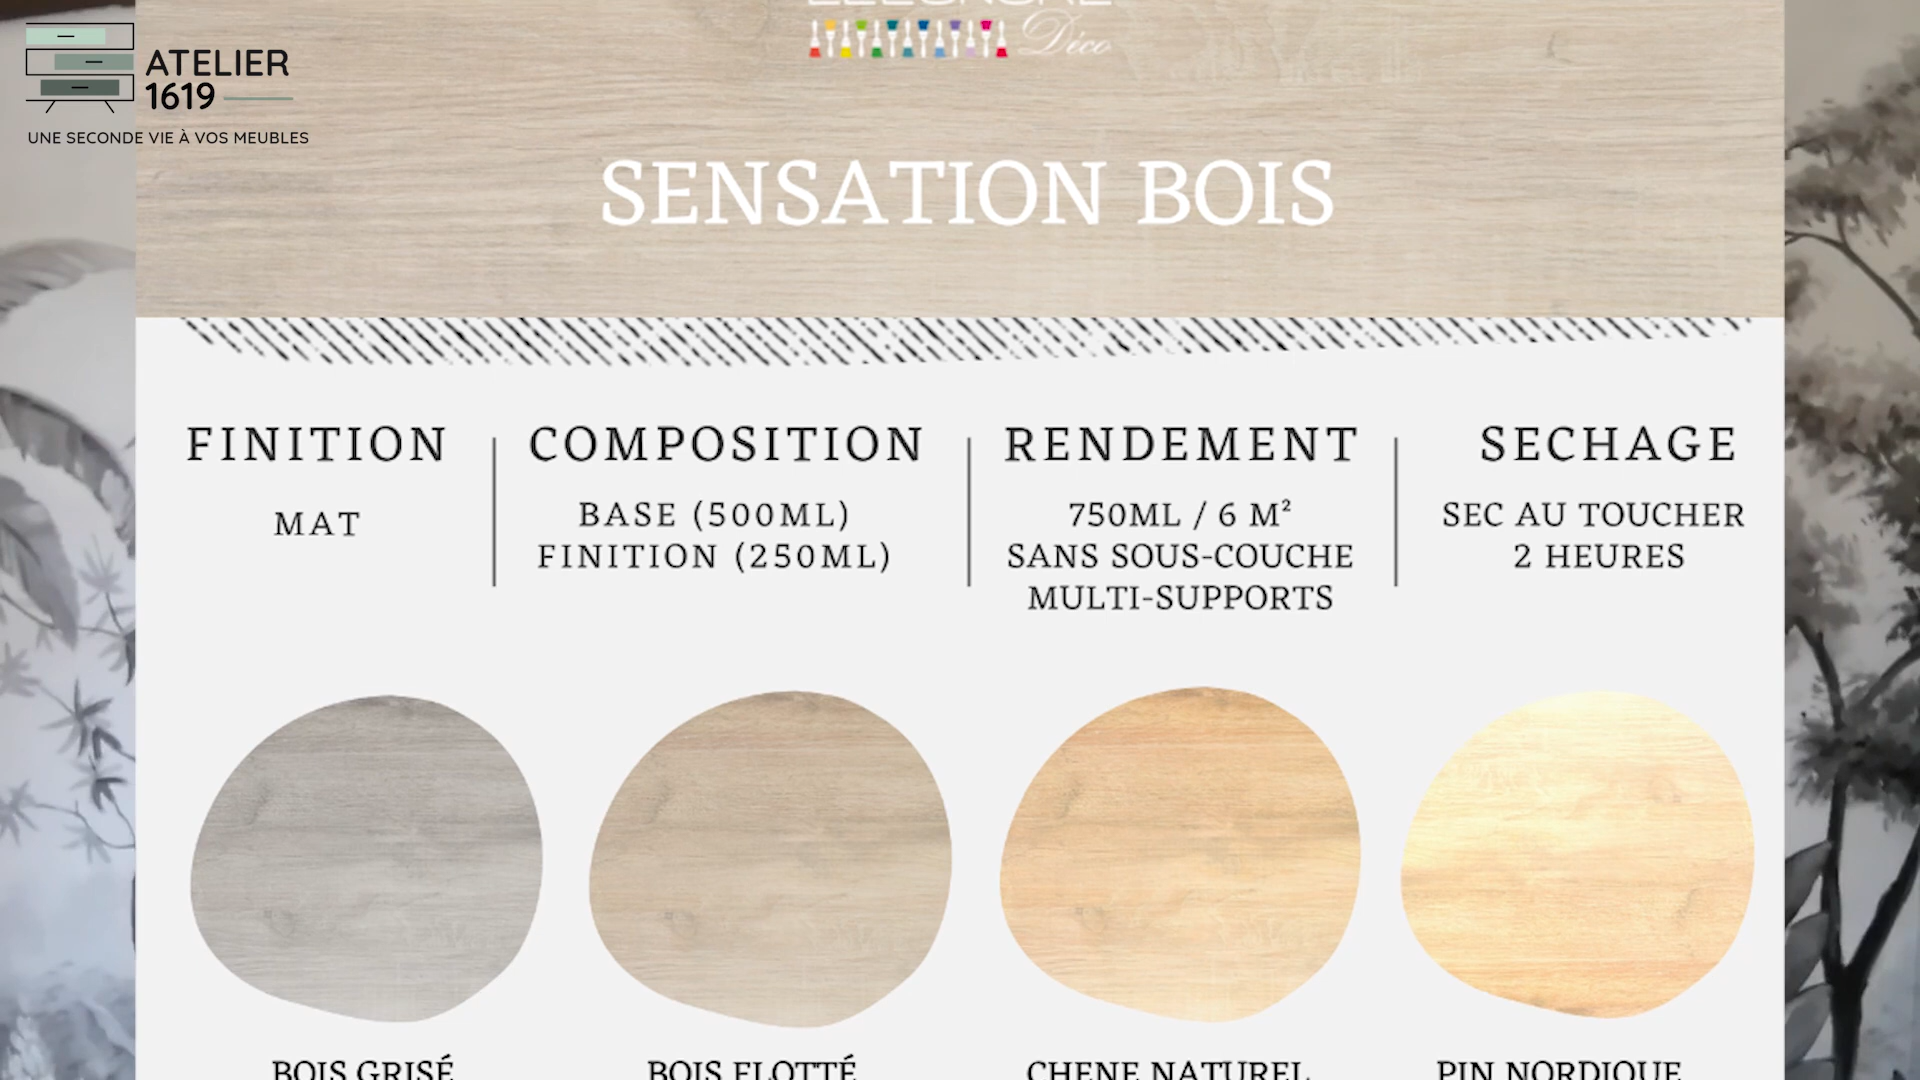 ATELIER
1619
UNE SECONDE VIE À VOS MEUBLES
Déco
SENSATION BOIS
FINITION
MAT
COMPOSITION
BASE (500ML)
FINITION (250ML)
RENDEMENT
750ML / 6 M²
SANS SOUS-COUCHE
MULTI-SUPPORTS
SECHAGE
SEC AU TOUCHER
2 HEURES
BOIS GRISÉ
BOIS FLOTTÉ
CHENE NATUREL
PIN NORDIQUE